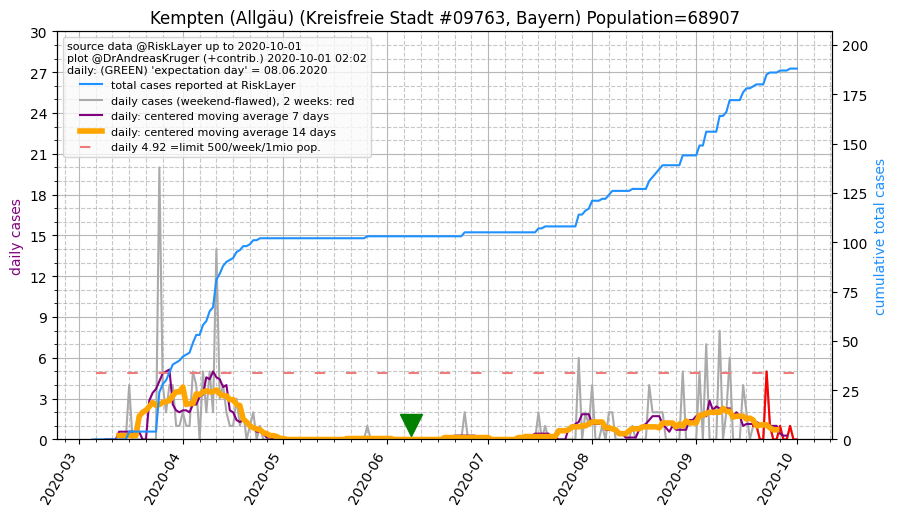 Kempten (Allgäu) (Kreisfreie Stadt #09763, Bayern) Population=68907
source data @RiskLayer up to 2020-10-01
plot @DrAndreasKruger (+contrib.) 2020-10-01 02:02
daily: (GREEN) 'expectation day' = 08.06.2020
total cases reported at RiskLayer
daily cases (weekend-flawed), 2 weeks: red
daily: centered moving average 7 days
daily: centered moving average 14 days
daily 4.92 =limit 500/week/1mio pop.
daily cases
30
27
24
21
18
15
12
9
6
3
0
cumulative total cases
200
175
150
125
100
75
50
25
0
2020-03
2020-04
2020-05
2020-06
2020-07
2020-08
2020-09
2020-10